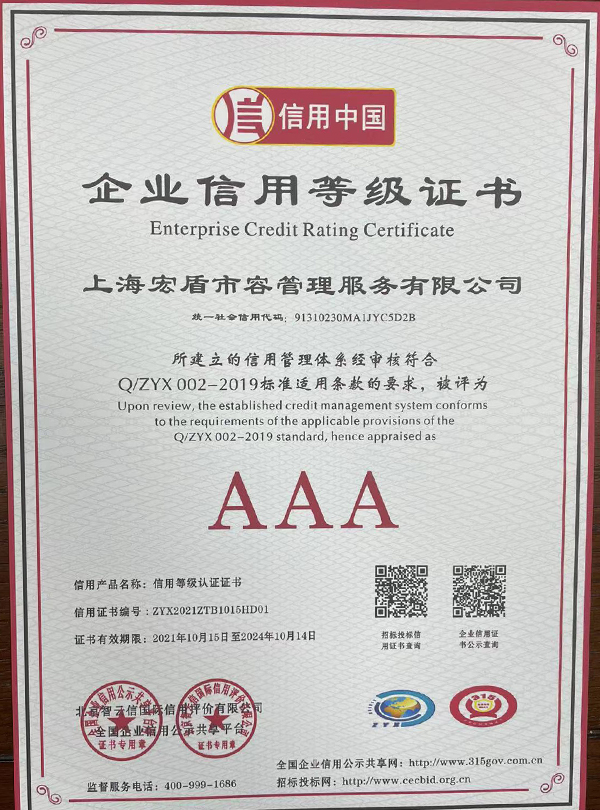 信用中国
企业信用等级证书
Enterprise Credit Rating Certificate
上海宏盾市容管理服务有限公司
统一社会信用代码：91310230MA1JYC5D2B
所建立的信用管理体系经审核符合
Q/ZYX 002-2019标准适用条款的要求，被评为
Upon review, the established credit management system conforms
to the requirements of the applicable provisions of the
Q/ZYX 002-2019 standard, hence appraised as
AAA
信用产品名称：信用等级认证证书
信用证书编号：ZYX2021ZTB1015HD01
证书有效期限：2021年10月15日至2024年10月14日
招标投标信
用证书查询
企业信用证
书公示查询
北京智云信国际信用评价有限公司
全国企业信用公示共享平台
证书专用章
证书专用章
ZYX
315
全国企业信用公示共享网：http://www.315gov.com.cn
监督服务电话：400-999-1686
招标投标网：http://www.cecbid.org.cn